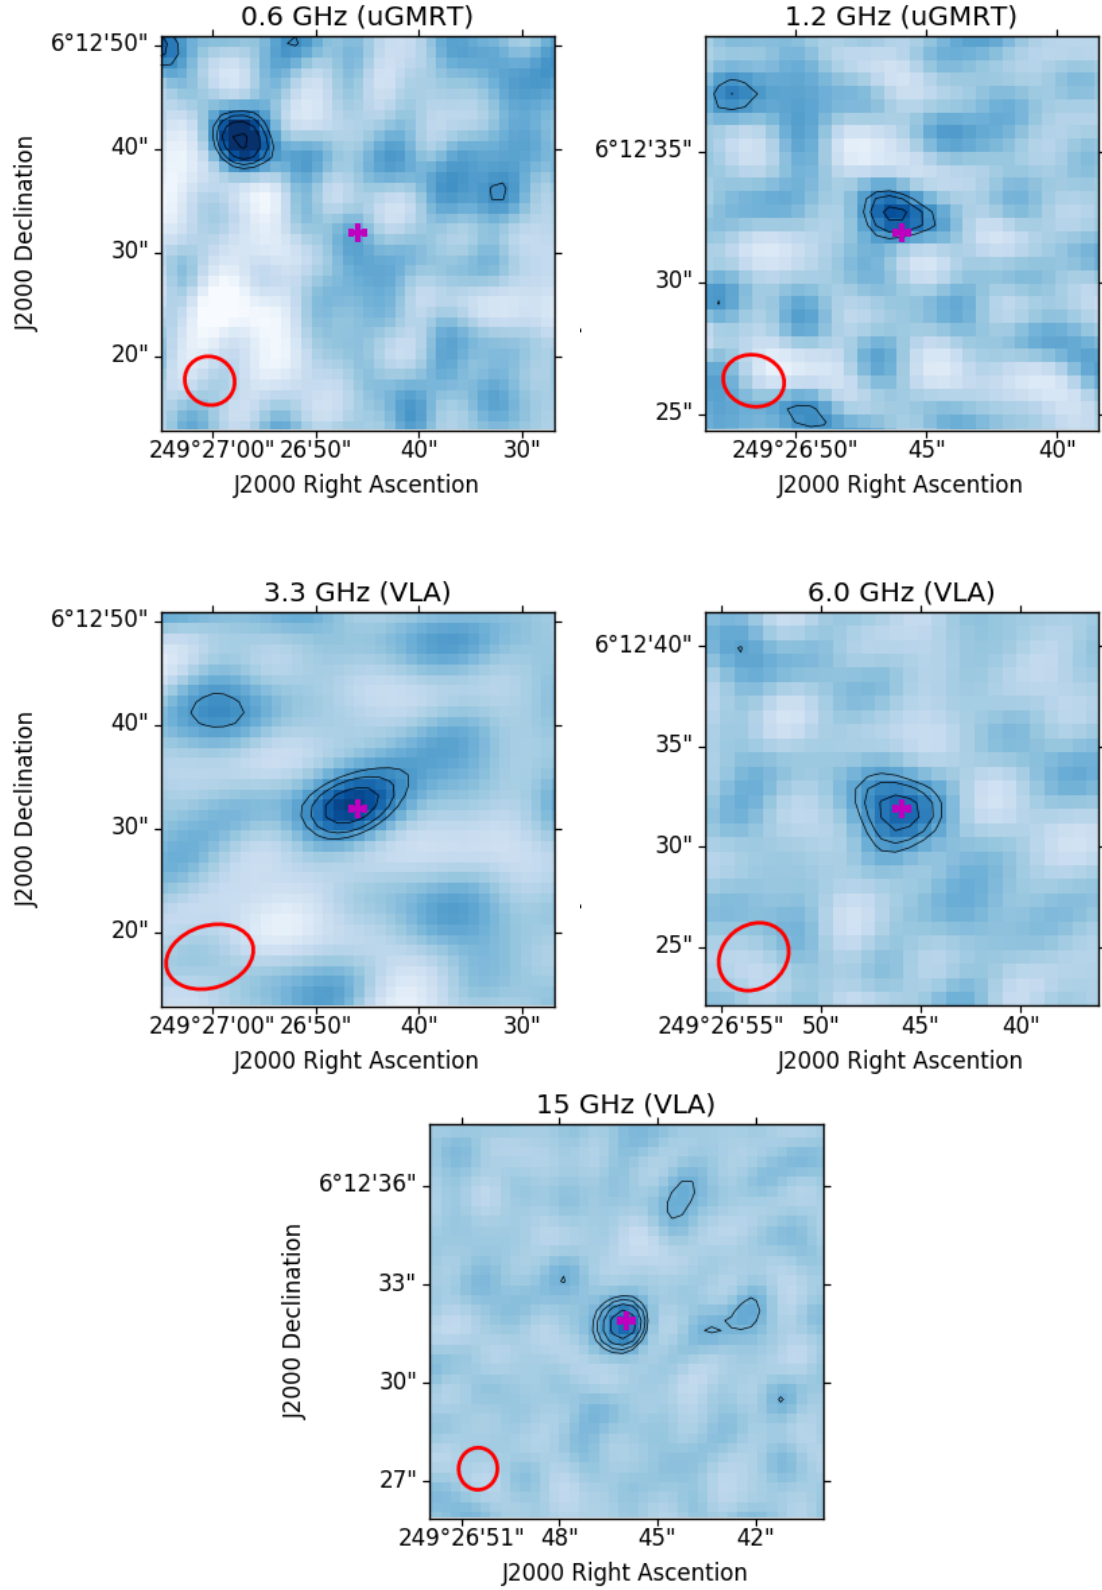 0.6 GHz (uGMRT)
6°12'50"
40"
30"
20"
J2000 Declination
249°27'00" 26'50" 40" 30"
J2000 Right Ascention
1.2 GHz (uGMRT)
6°12'35"
30"
25"
249°26'50" 45" 40"
J2000 Right Ascention
3.3 GHz (VLA)
6°12'50"
40"
30"
20"
J2000 Declination
249°27'00" 26'50" 40" 30"
J2000 Right Ascention
6.0 GHz (VLA)
6°12'40"
35"
30"
25"
249°26'55" 50" 45" 40"
J2000 Right Ascention
15 GHz (VLA)
6°12'36"
33"
30"
27"
J2000 Declination
249°26'51" 48" 45" 42"
J2000 Right Ascention